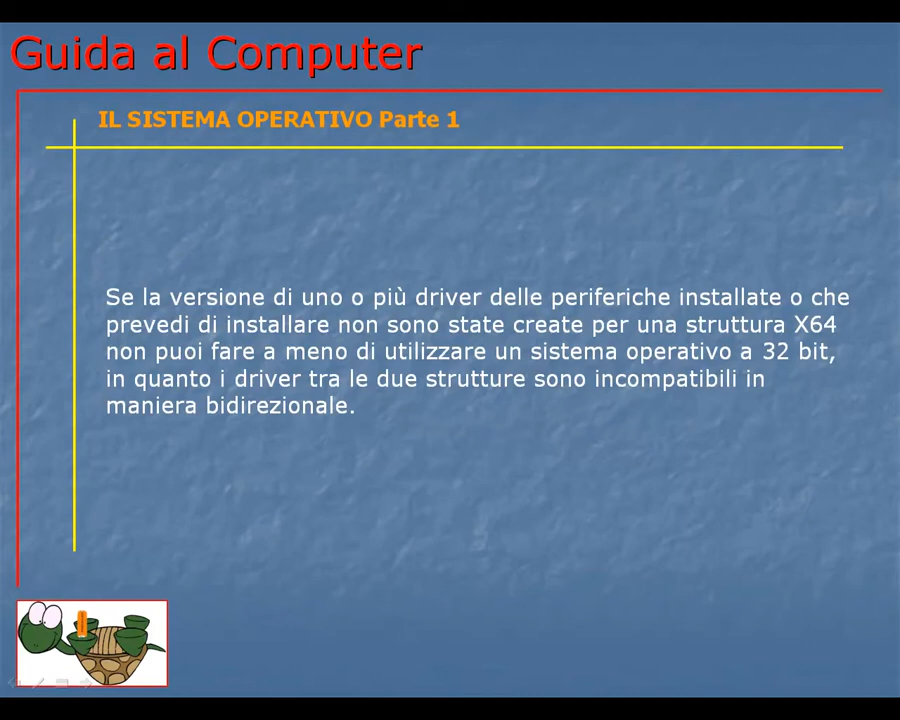 Guida al Computer
IL SISTEMA OPERATIVO Parte 1
Se la versione di uno o più driver delle periferiche installate o che
prevedi di installare non sono state create per una struttura X64
non puoi fare a meno di utilizzare un sistema operativo a 32 bit,
in quanto i driver tra le due strutture sono incompatibili in
maniera bidirezionale.